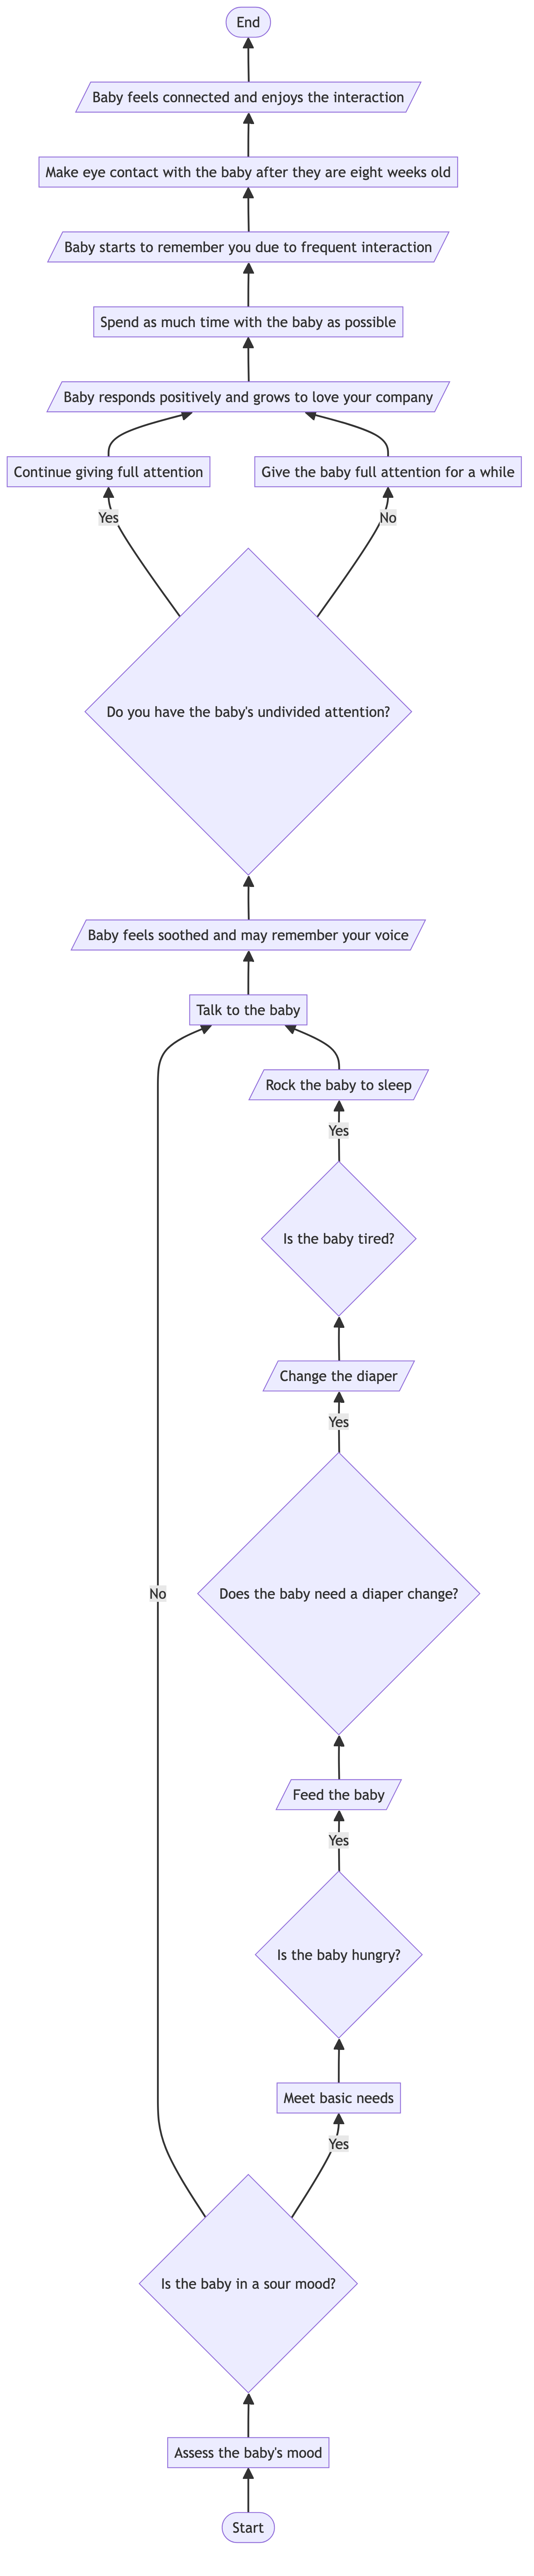 End
Baby feels connected and enjoys the interaction
Make eye contact with the baby after they are eight weeks old
Baby starts to remember you due to frequent interaction
Spend as much time with the baby as possible
Baby responds positively and grows to love your company
Continue giving full attention
Give the baby full attention for a while
Yes
No
Do you have the baby's undivided attention?
Baby feels soothed and may remember your voice
Talk to the baby
Rock the baby to sleep
Yes
Is the baby tired?
Change the diaper
Yes
No
Does the baby need a diaper change?
Feed the baby
Yes
Is the baby hungry?
Meet basic needs
Yes
Is the baby in a sour mood?
Assess the baby's mood
Start